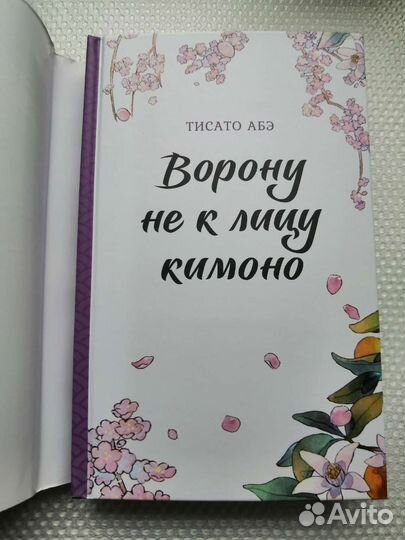 ТИСАТО АБЭ
Ворону
не к лицу
кимоно
Avito